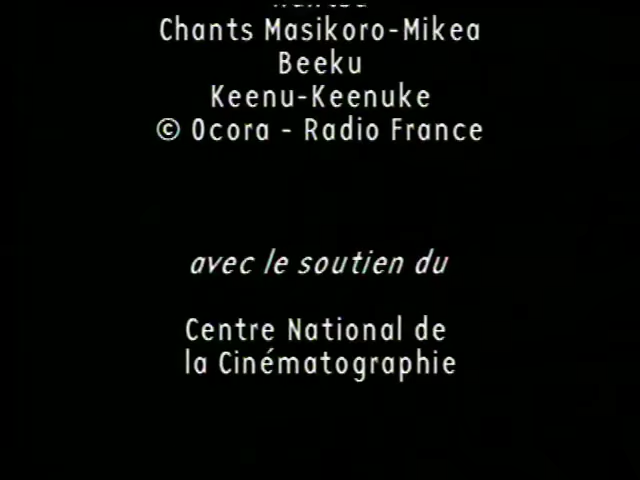 Chants Masikoro-Mikea
Beeku
Keenu-Keenuke
© Ocora - Radio France
avec le soutien du
Centre National de
la Cinématographie